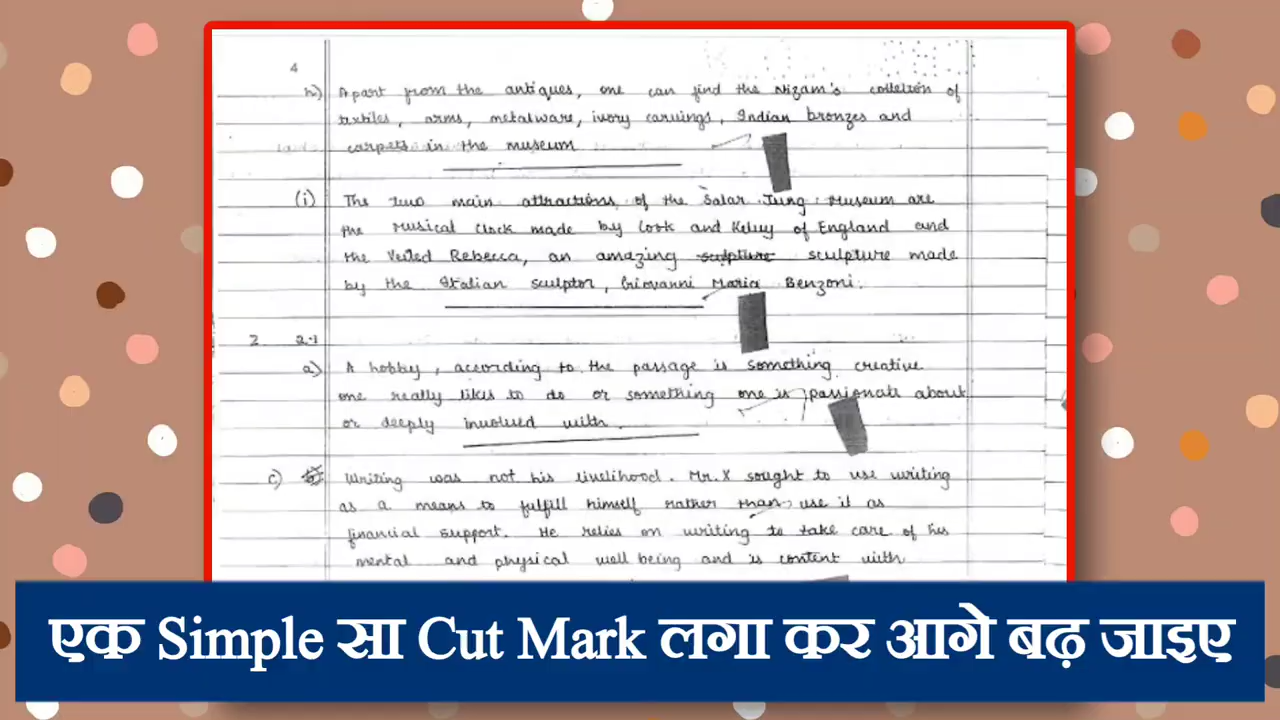 4
h) Apart from the antiques, one can find the Nizam's collection of
textiles, arms, metalware, ivory carvings, Indian bronzes and
carpets in the museum
(i) The two main attractions of the Salar Jung Museum are
the Musical Clock made by Cook and Kelvy of England and
the Veiled Rebecca, an amazing sculpture sculpture made
by the Italian sculptor, Giovanni Maria Benzoni.
2 2.1
a) A hobby, according to the passage is something creative
one really likes to do or something one is passionate about
or deeply involved with.
c) Writing was not his livelihood. Mr. X sought to use writing
as a means to fulfill himself rather than use it as
financial support. He relies on writing to take care of his
mental and physical well being and is content with
एक Simple सा Cut Mark लगा कर आगे बढ़ जाइए